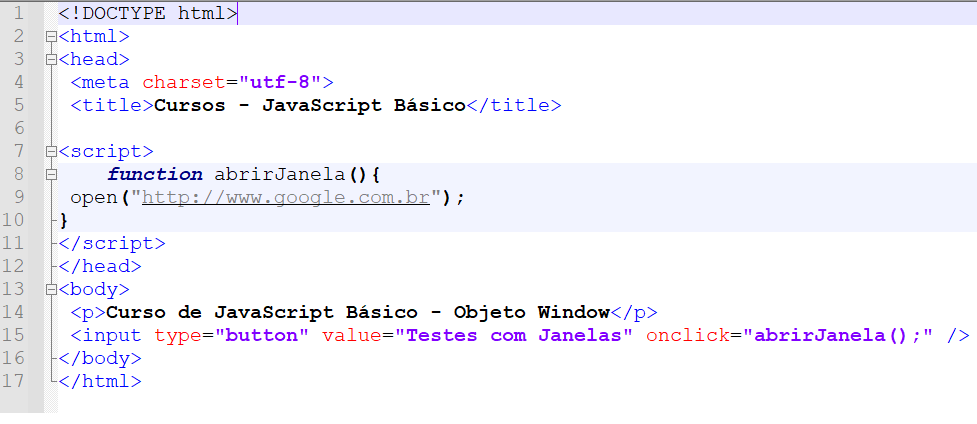 1 <!DOCTYPE html>
2 <html>
3 <head>
4 <meta charset="utf-8">
5 <title>Cursos - JavaScript Básico</title>
6
7 <script>
8 function abrirJanela(){
9 open("http://www.google.com.br");
10 }
11 </script>
12 </head>
13 <body>
14 <p>Curso de JavaScript Básico - Objeto Window</p>
15 <input type="button" value="Testes com Janelas" onclick="abrirJanela();" />
16 </body>
17 </html>